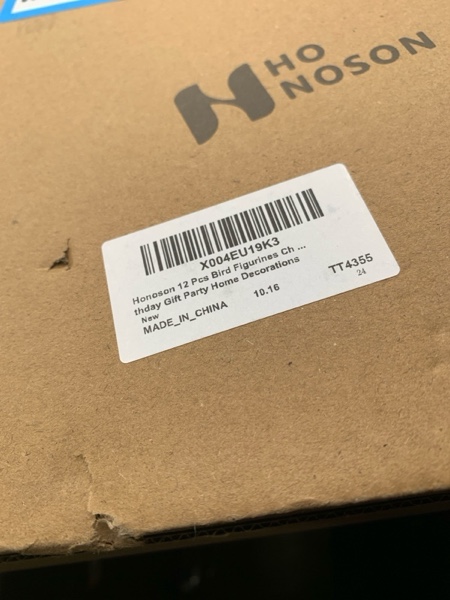 HO
NOSON
X004EU19K3
Honoson 12 Pcs Bird Figurines Ch ...
thday Gift Party Home Decorations
New
MADE_IN_CHINA
10.16
TT4355
24